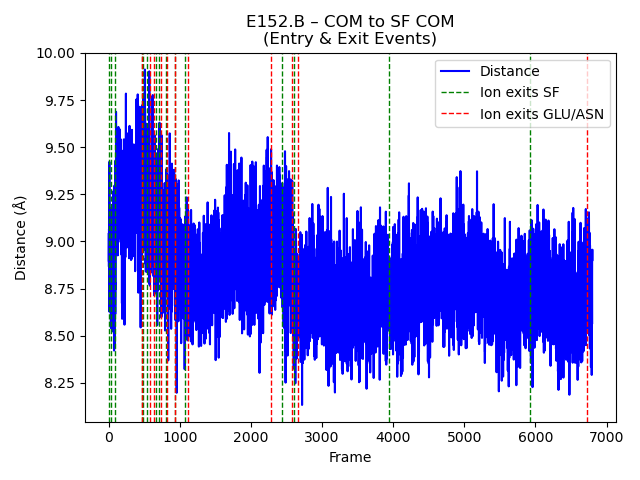 E152.B – COM to SF COM
(Entry & Exit Events)
Distance (Å)
10.00
9.75
9.50
9.25
9.00
8.75
8.50
8.25
Distance
Ion exits SF
Ion exits GLU/ASN
0 1000 2000 3000 4000 5000 6000 7000
Frame